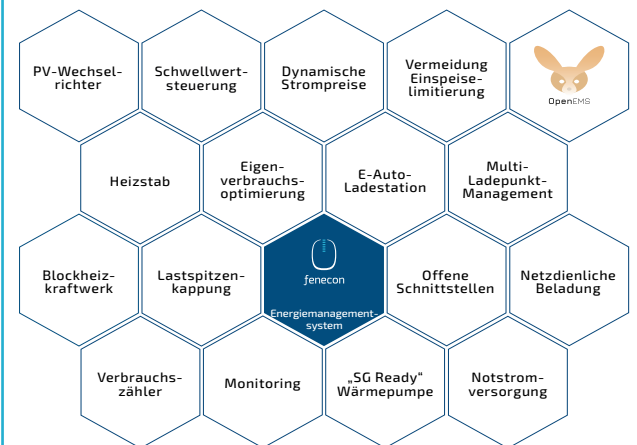 PV-Wechsel-
richter
Schwellwert-
steuerung
Dynamische
Strompreise
Vermeidung
Einspeise-
limitierung
OpenEMS
Heizstab
Eigen-
verbrauchs-
optimierung
E-Auto-
Ladestation
Multi-
Ladepunkt-
Management
Blockheiz-
kraftwerk
Lastspitzen-
kappung
fenecon
Energiemanagement-
system
Offene
Schnittstellen
Netzdienliche
Beladung
Verbrauchs-
zähler
Monitoring
„SG Ready“
Wärmepumpe
Notstrom-
versorgung